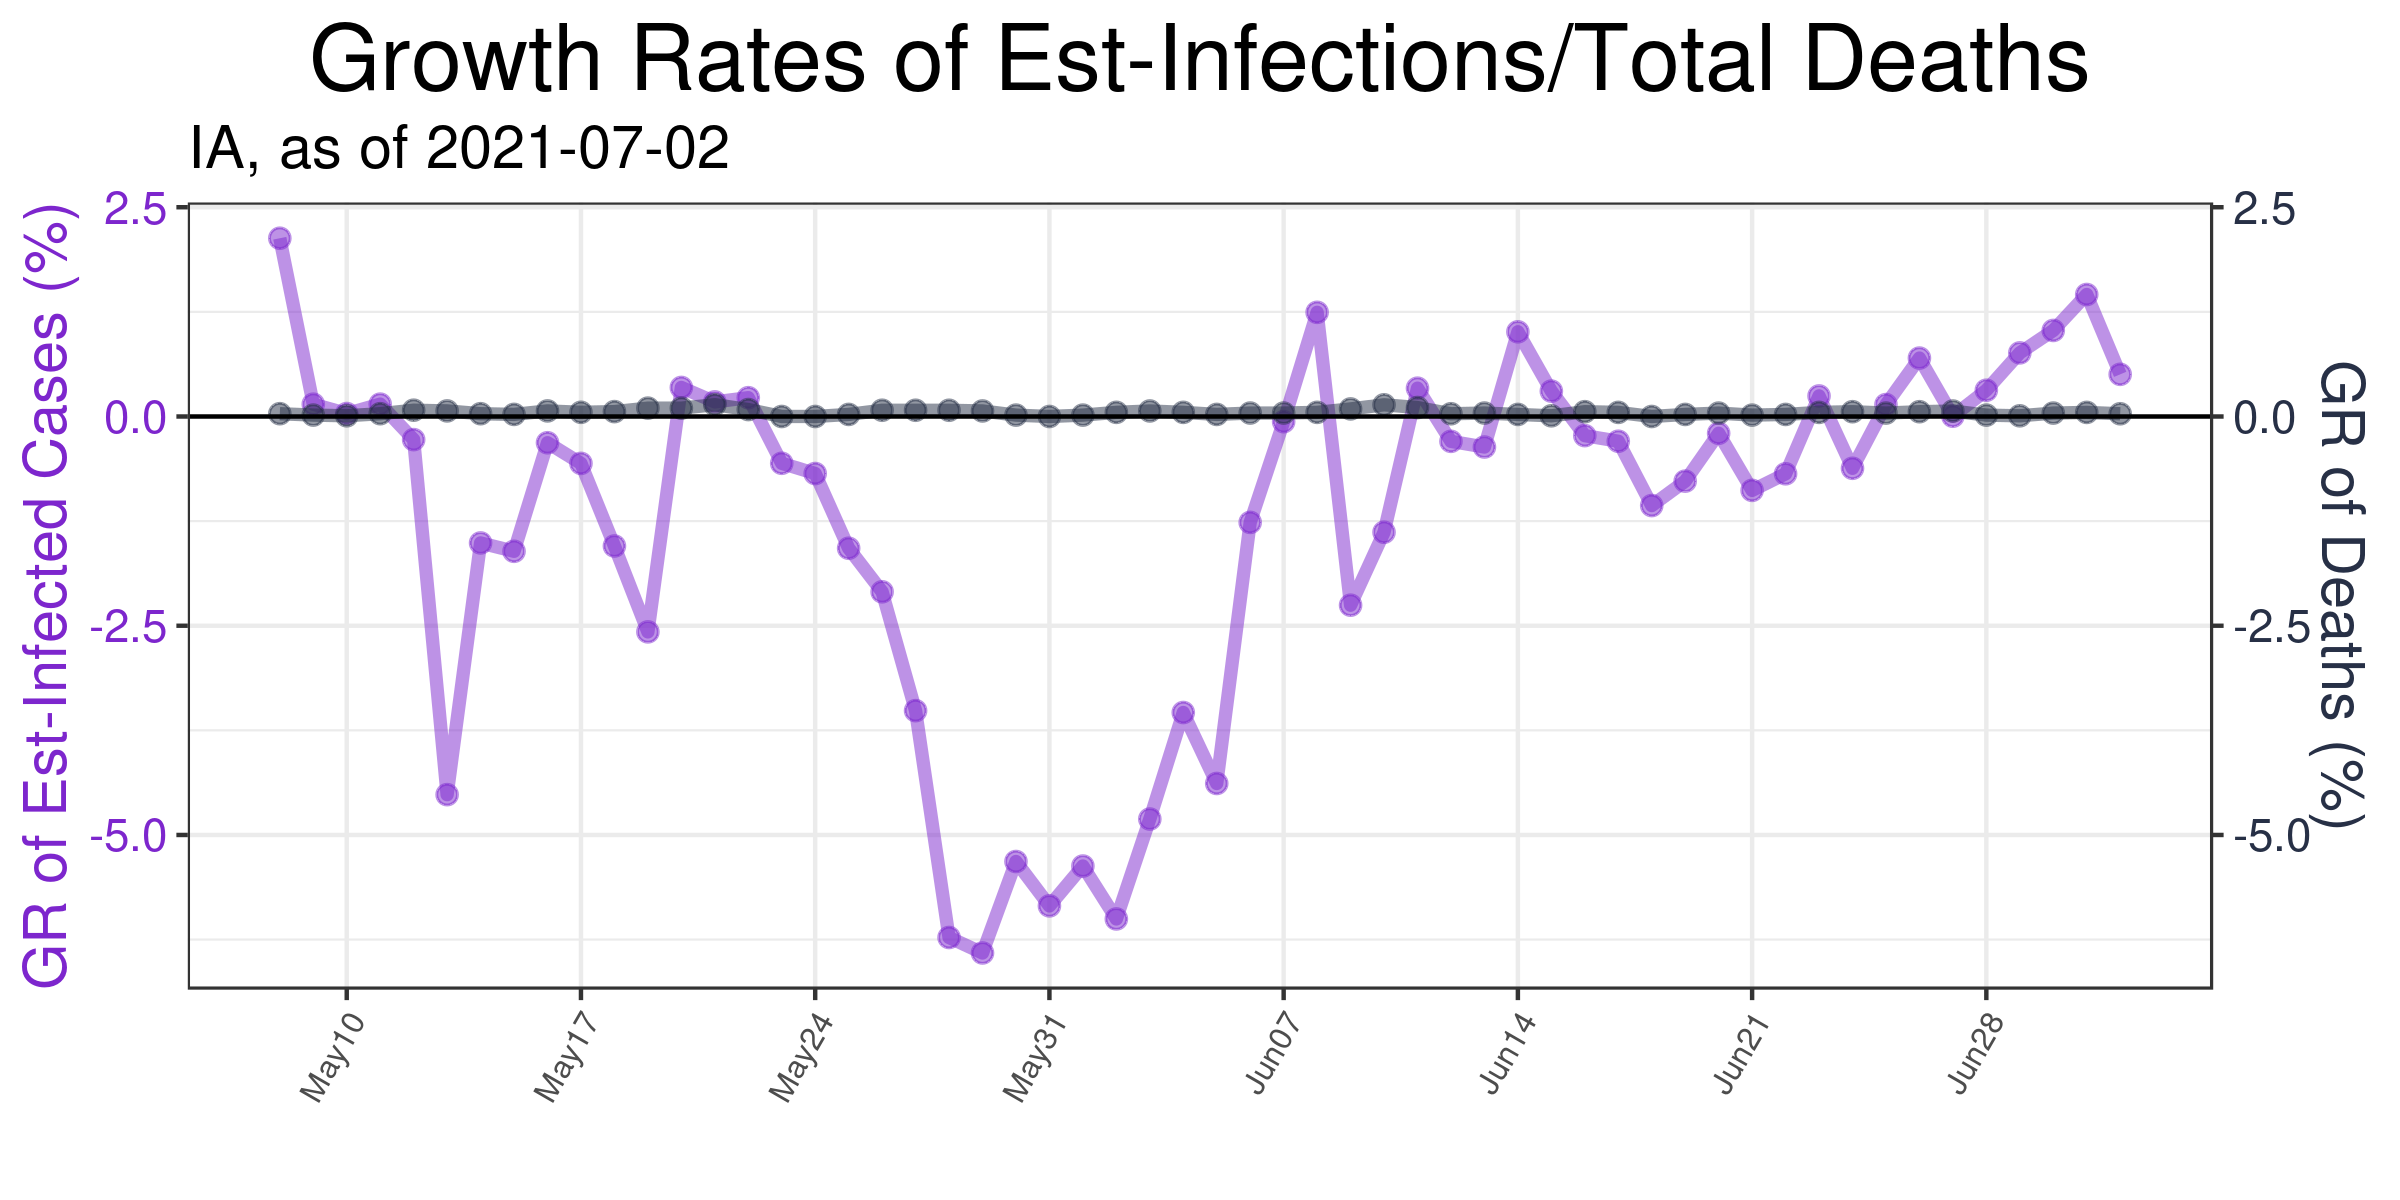 Growth Rates of Est-Infections/Total Deaths
IA, as of 2021-07-02
GR of Est-Infected Cases (%)
2.5
0.0
-2.5
-5.0
2.5
0.0
-2.5
-5.0
GR of Deaths (%)
May10
May17
May24
May31
Jun07
Jun14
Jun21
Jun28